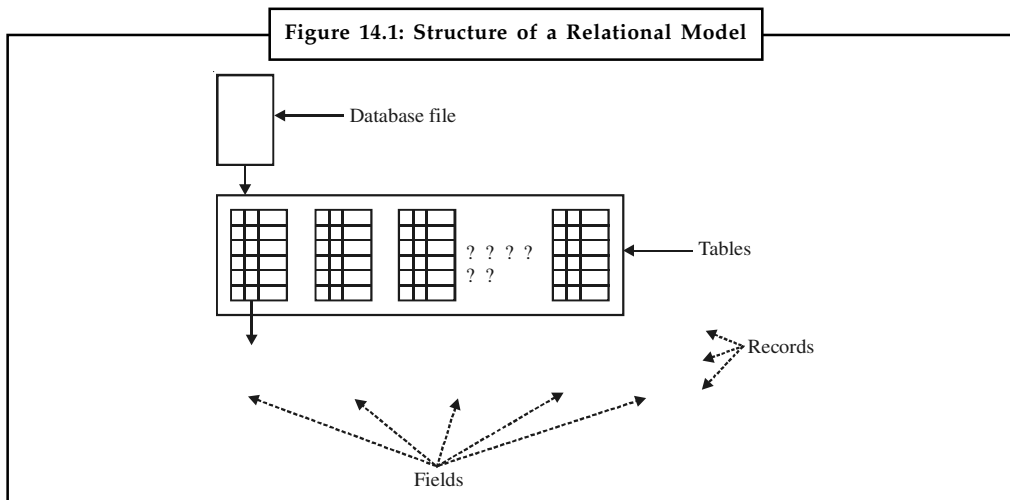 Figure 14.1: Structure of a Relational Model
Database file
? ? ? ?
? ?
Tables
Records
Fields